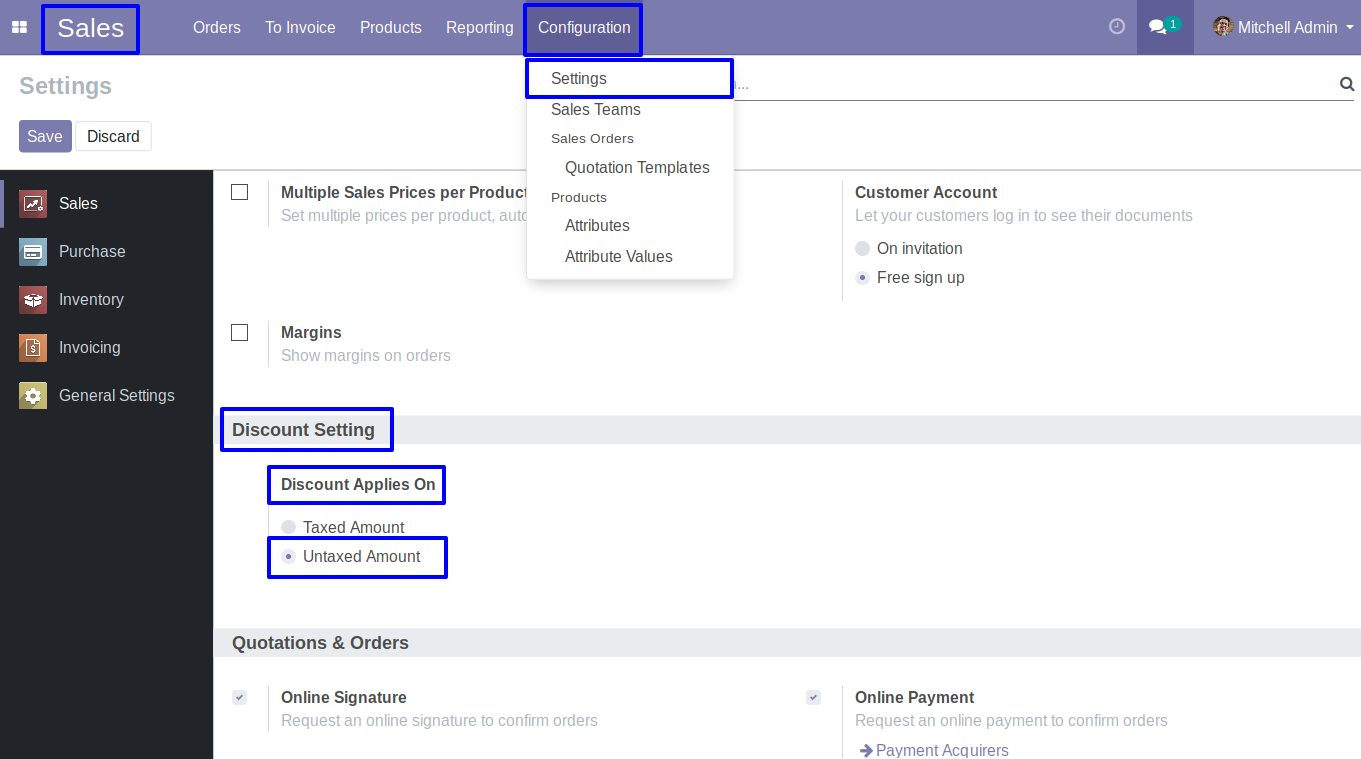 Sales
Orders
To Invoice
Products
Reporting
Configuration
1
Mitchell Admin
Settings
...
Save
Discard
Settings
Sales Teams
Sales Orders
Quotation Templates
Products
Attributes
Attribute Values
Sales
Purchase
Inventory
Invoicing
General Settings
Multiple Sales Prices per Product
Set multiple prices per product, auto
Customer Account
Let your customers log in to see their documents
On invitation
Free sign up
Margins
Show margins on orders
Discount Setting
Discount Applies On
Taxed Amount
Untaxed Amount
Quotations & Orders
Online Signature
Request an online signature to confirm orders
Online Payment
Request an online payment to confirm orders
Payment Acquirers